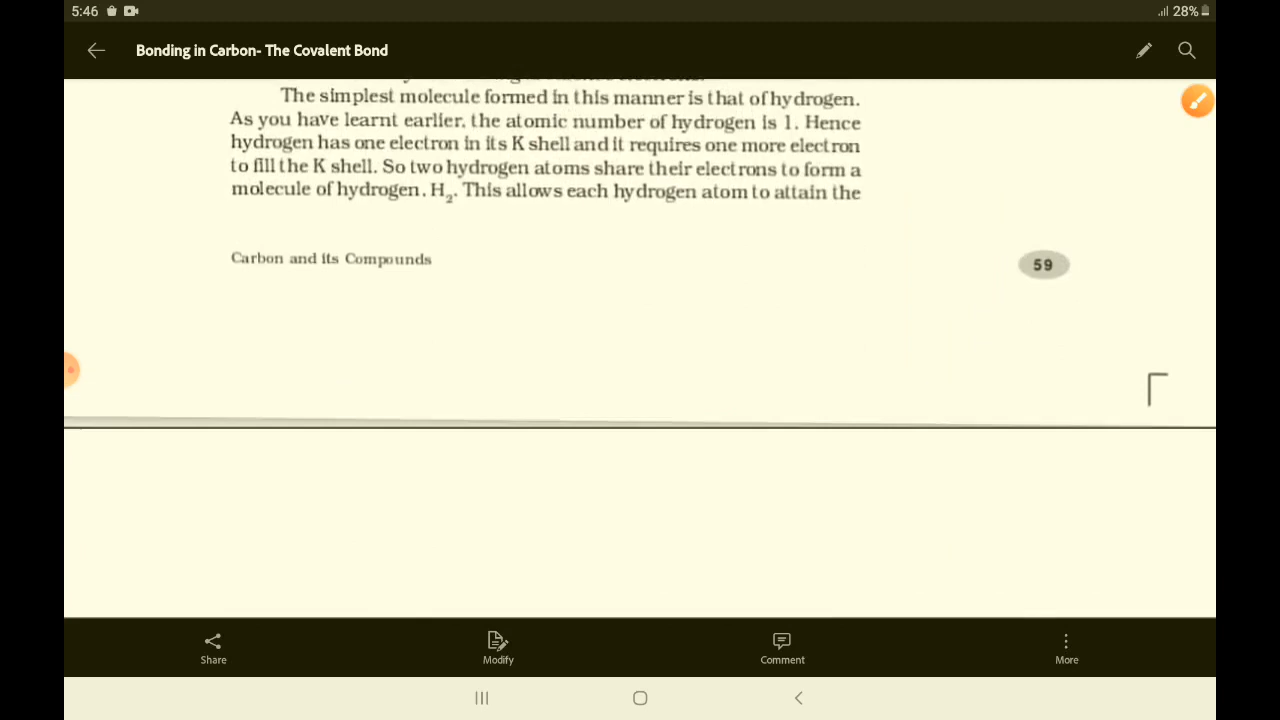 5:46
28%
Bonding in Carbon- The Covalent Bond
The simplest molecule formed in this manner is that of hydrogen.
As you have learnt earlier, the atomic number of hydrogen is 1. Hence
hydrogen has one electron in its K shell and it requires one more electron
to fill the K shell. So two hydrogen atoms share their electrons to form a
molecule of hydrogen, H₂. This allows each hydrogen atom to attain the
Carbon and its Compounds
59
Share
Modify
Comment
More